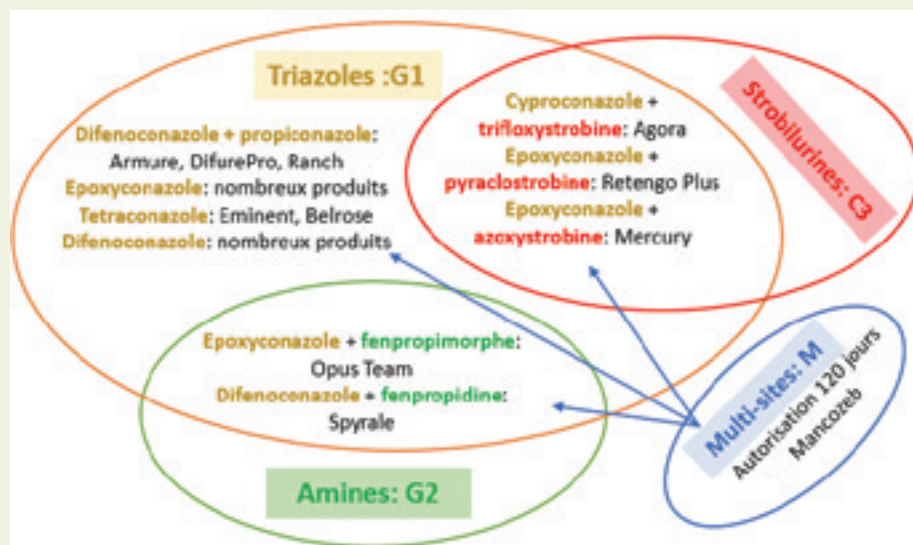 Triazoles :G1
Difenoconazole + propiconazole:
Armure, DifurePro, Ranch
Epoxyconazole: nombreux produits
Tetraconazole: Eminent, Belrose
Difenoconazole: nombreux produits
Cyproconazole +
trifloxystrobine: Agora
Epoxyconazole +
pyraclostrobine: Retengo Plus
Epoxyconazole +
azoxystrobine: Mercury
Strobilurines: C3
Epoxyconazole + fenpropimorphe:
Opus Team
Difenoconazole + fenpropidine:
Spyrale
Amines: G2
Multi-sites: M
Autorisation 120 jours
Mancozeb